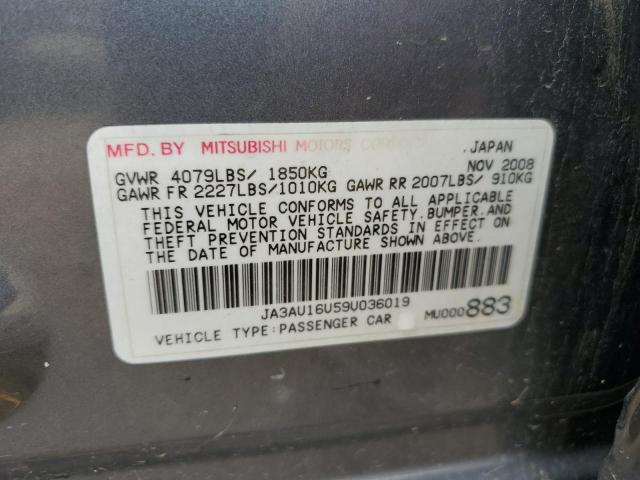 MFD. BY MITSUBISHI MOTORS CORPORATION JAPAN
GVWR 4079LBS/ 1850KG NOV 2008
GAWR FR 2227LBS/1010KG GAWR RR 2007LBS/ 910KG
THIS VEHICLE CONFORMS TO ALL APPLICABLE
FEDERAL MOTOR VEHICLE SAFETY, BUMPER, AND
THEFT PREVENTION STANDARDS IN EFFECT ON
THE DATE OF MANUFACTURE SHOWN ABOVE.
JA3AU16U59U036019
VEHICLE TYPE: PASSENGER CAR MU000883